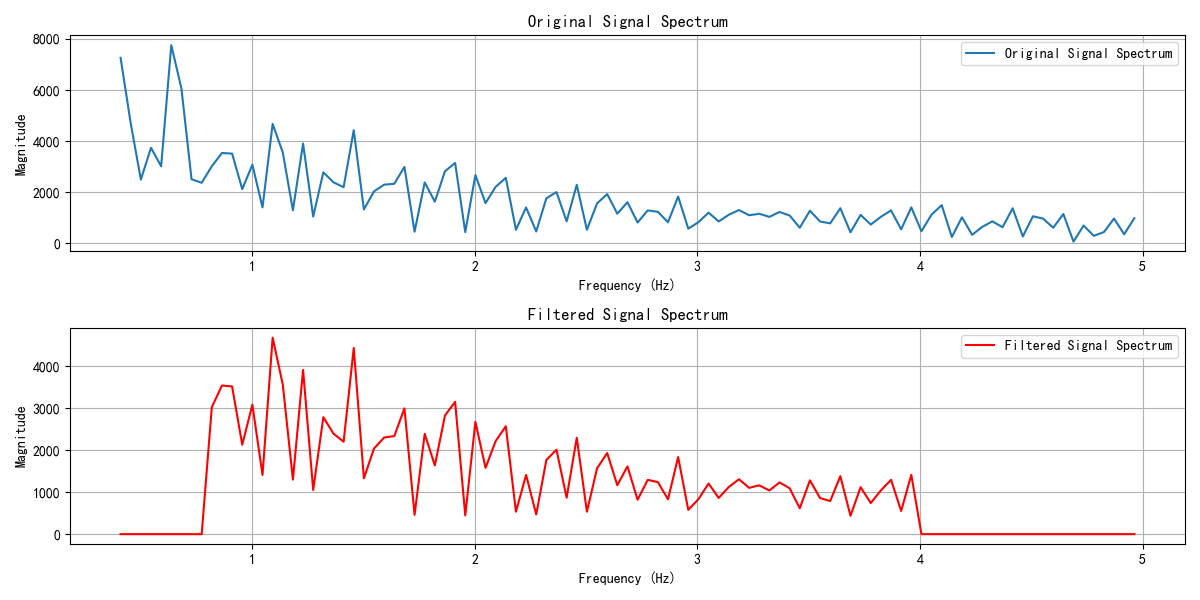 Original Signal Spectrum
8000
6000
4000
2000
0
Magnitude
Original Signal Spectrum
1 2 3 4 5
Frequency (Hz)
Filtered Signal Spectrum
4000
3000
2000
1000
0
Magnitude
Filtered Signal Spectrum
1 2 3 4 5
Frequency (Hz)